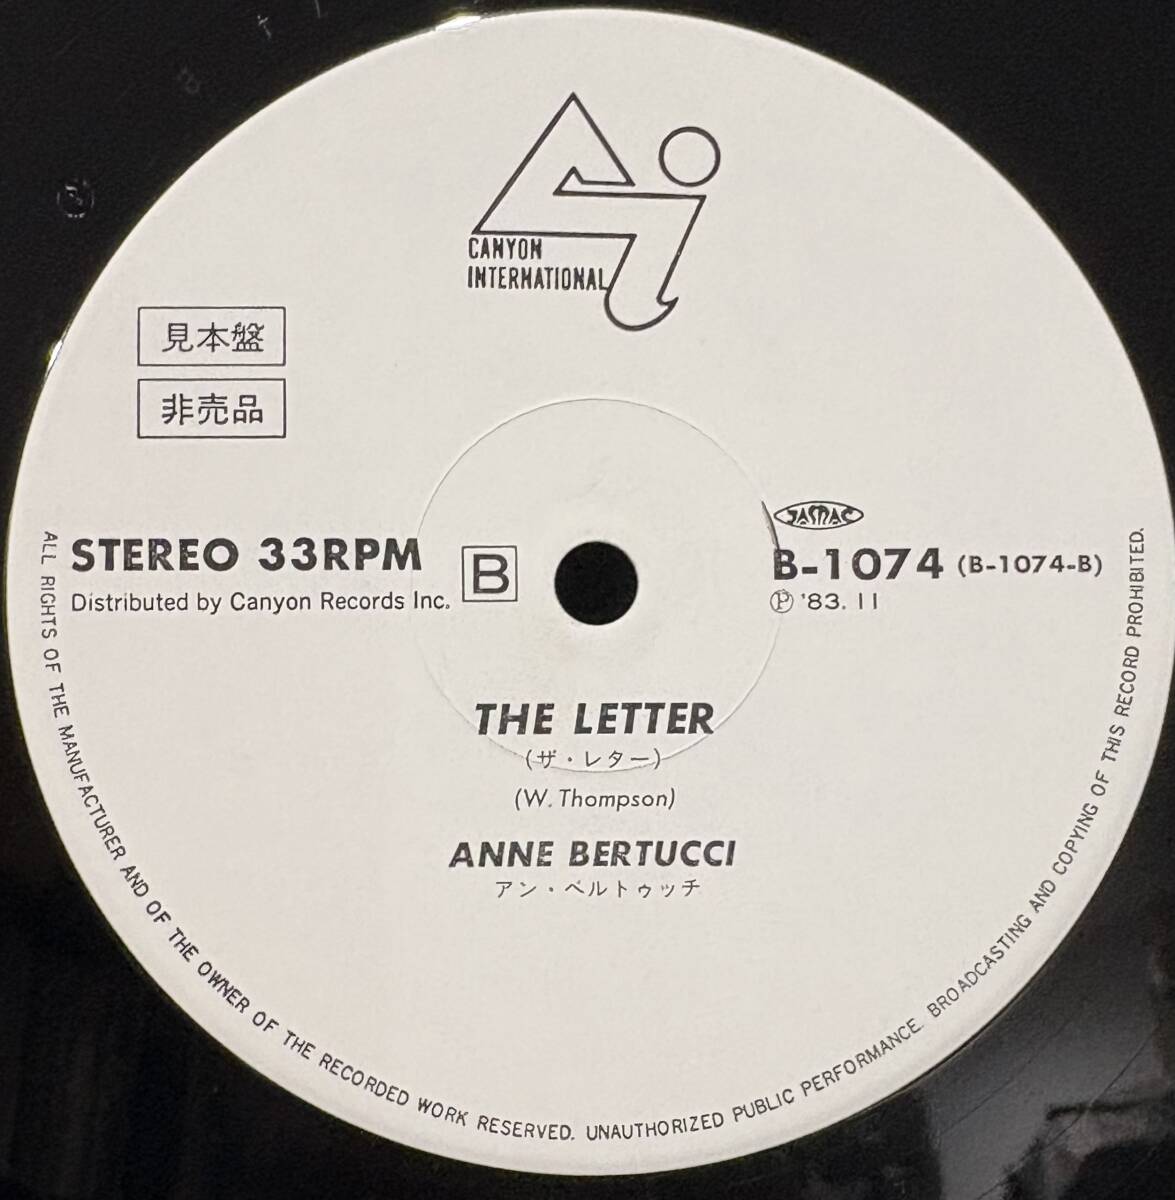 CANYON
INTERNATIONAL
見本盤
非売品
JASRAC
STEREO 33RPM
B
B-1074 (B-1074-B)
Distributed by Canyon Records Inc.
Ⓟ '83. 11
THE LETTER
(ザ・レター)
(W. Thompson)
ANNE BERTUCCI
アン・ベルトゥッチ
ALL RIGHTS OF THE MANUFACTURER AND OF THE OWNER OF THE RECORDED WORK RESERVED. UNAUTHORIZED PUBLIC PERFORMANCE. BROADCASTING AND COPYING OF THIS RECORD PROHIBITED.